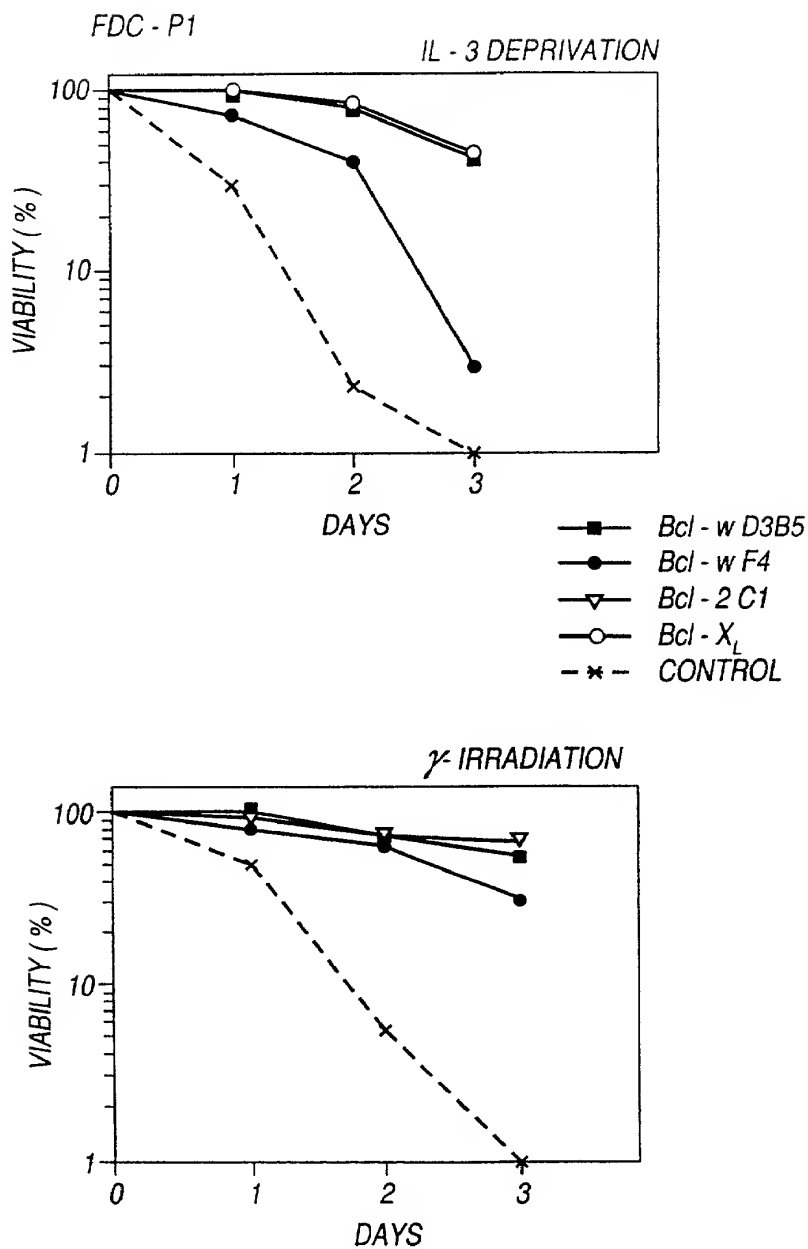 FDC - P1
IL - 3 DEPRIVATION
100
10
1
VIABILITY ( % )
0 1 2 3
DAYS
Bcl - w D3B5
Bcl - w F4
Bcl - 2 C1
Bcl - X_L
CONTROL
γ- IRRADIATION
100
10
1
VIABILITY ( % )
0 1 2 3
DAYS